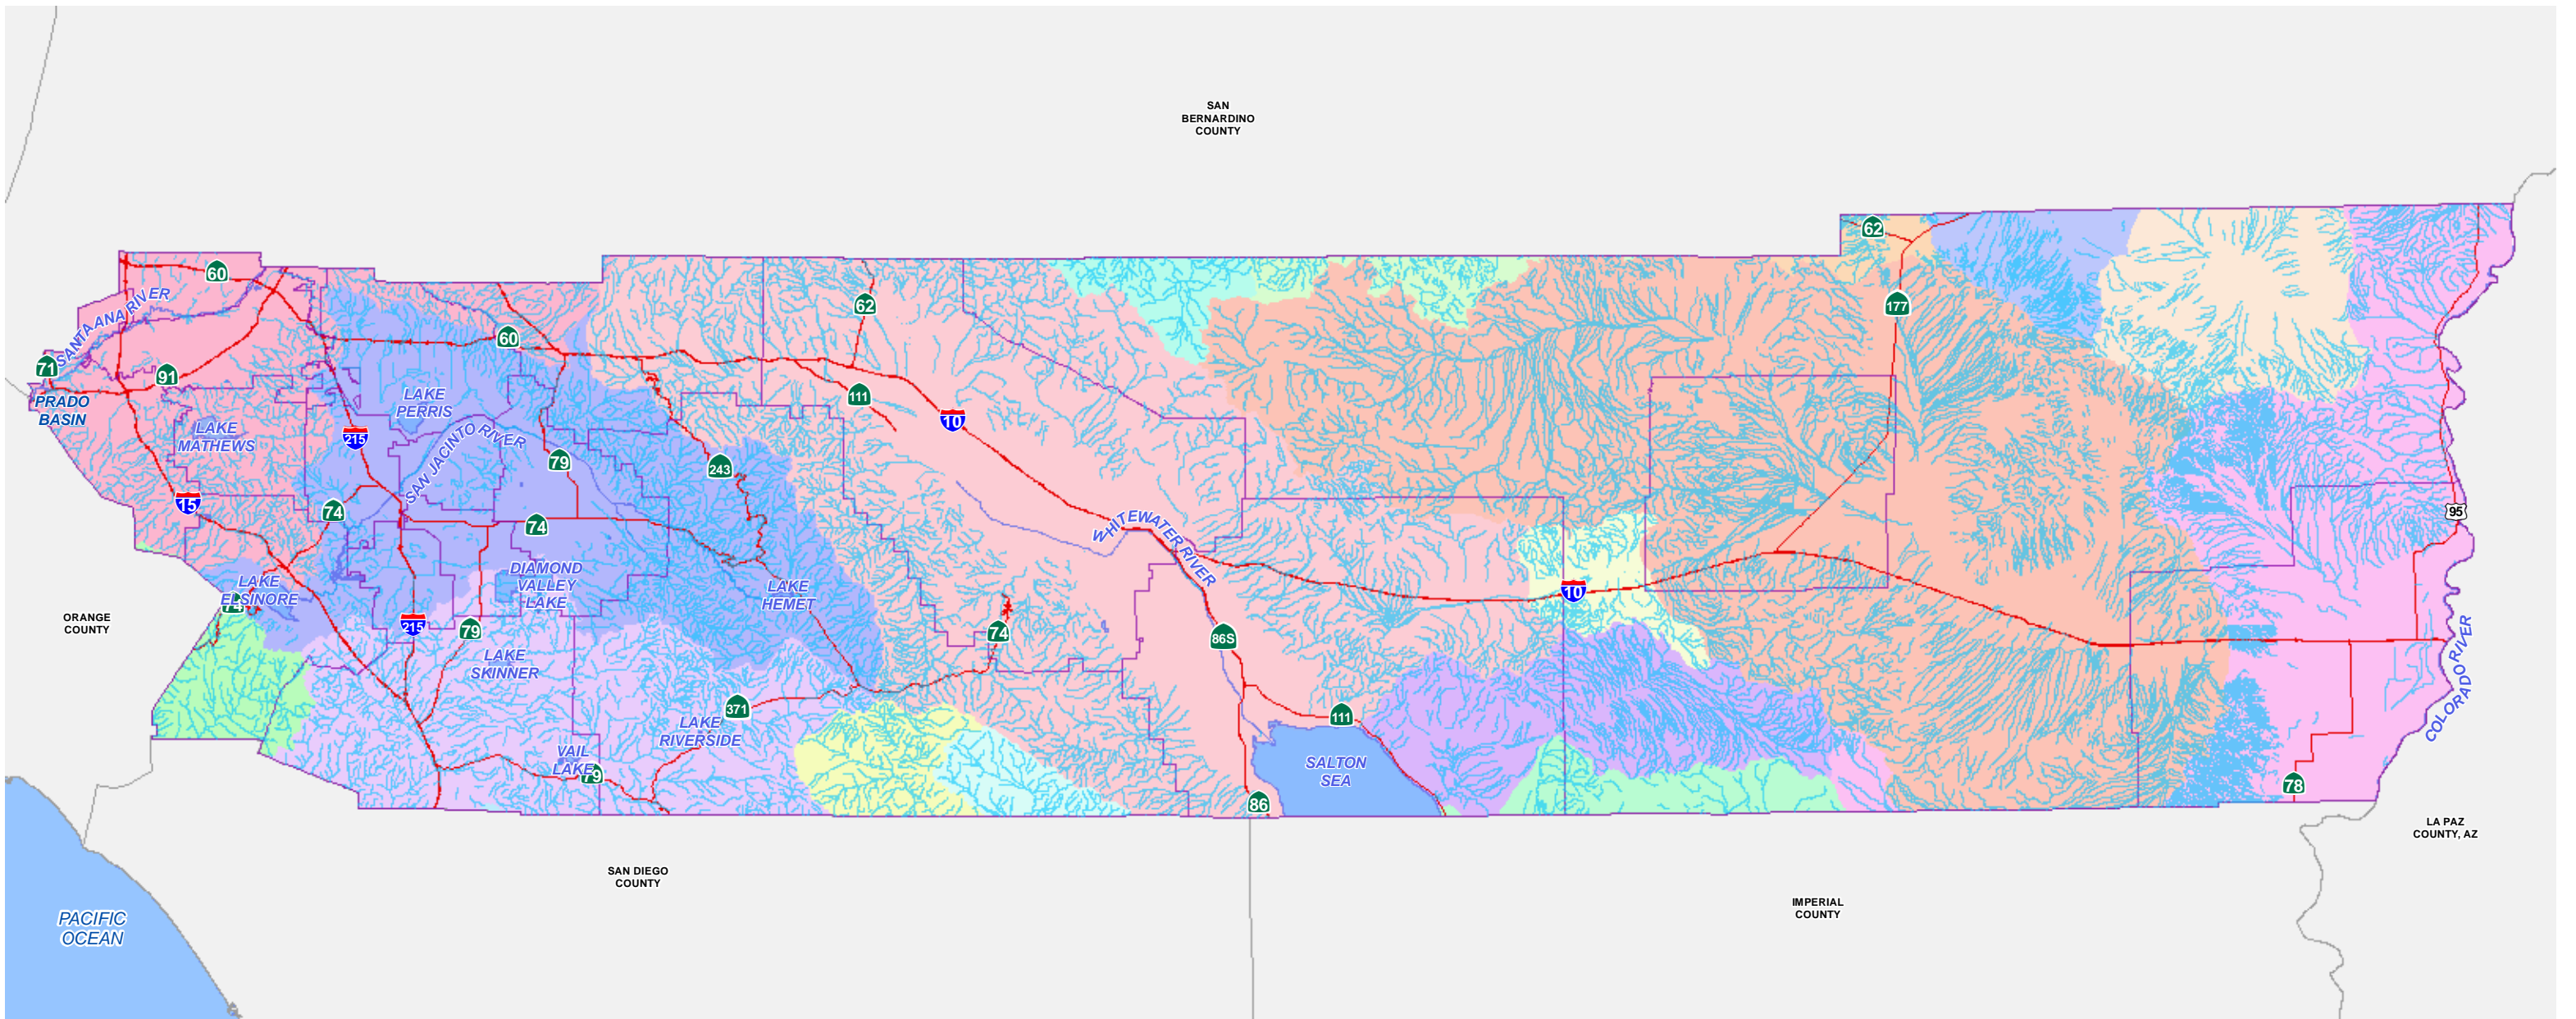 SAN
BERNARDINO
COUNTY
62
60
SANTA ANA RIVER
62
177
60
71
91
111
10
PRADO
BASIN
LAKE
PERRIS
LAKE
MATHEWS
215
SAN JACINTO RIVER
79
243
15
74
74
WHITEWATER RIVER
95
LAKE
ELSINORE
74
DIAMOND
VALLEY
LAKE
LAKE
HEMET
10
ORANGE
COUNTY
215
79
74
86S
LAKE
SKINNER
COLORADO RIVER
371
LAKE
RIVERSIDE
111
VAIL
LAKE
79
SALTON
SEA
86
78
LA PAZ
COUNTY, AZ
SAN DIEGO
COUNTY
IMPERIAL
COUNTY
PACIFIC
OCEAN